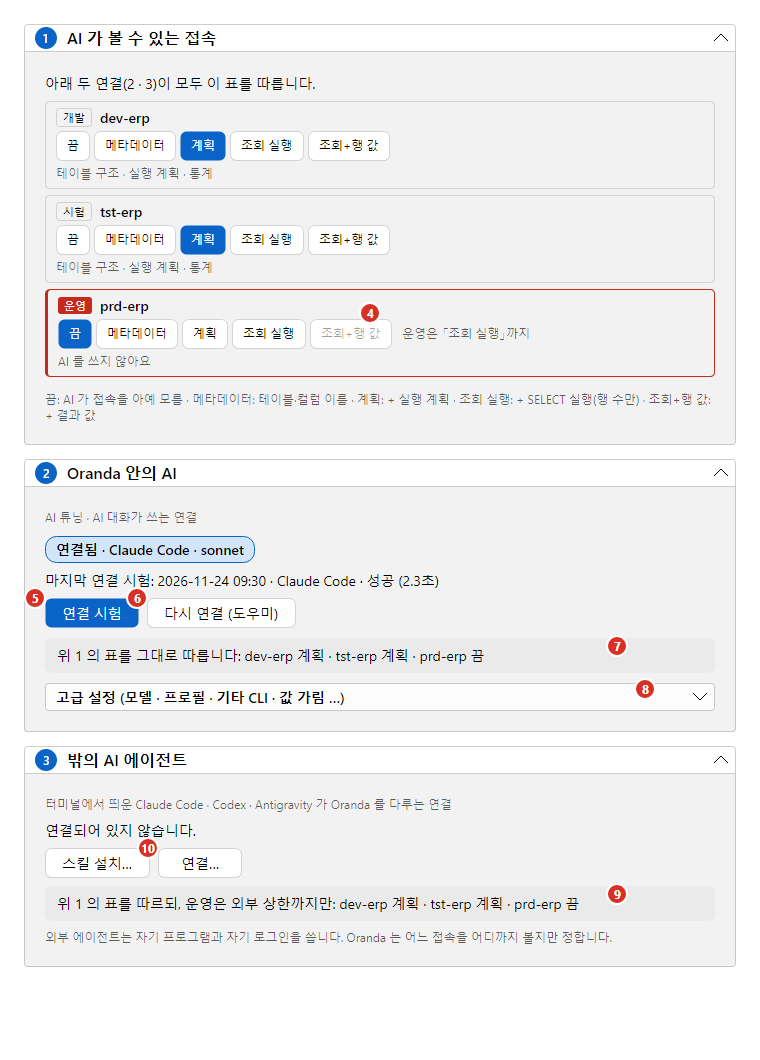 1 AI 가 볼 수 있는 접속
아래 두 연결(2 · 3)이 모두 이 표를 따릅니다.
개발 dev-erp
끔 메타데이터 계획 조회 실행 조회+행 값
테이블 구조 · 실행 계획 · 통계
시험 tst-erp
끔 메타데이터 계획 조회 실행 조회+행 값
테이블 구조 · 실행 계획 · 통계
운영 prd-erp
4
끔 메타데이터 계획 조회 실행 조회+행 값 운영은 「조회 실행」까지
AI 를 쓰지 않아요
끔: AI 가 접속을 아예 모름 · 메타데이터: 테이블·컬럼 이름 · 계획: + 실행 계획 · 조회 실행: + SELECT 실행(행 수만) · 조회+행 값:
+ 결과 값
2 Oranda 안의 AI
AI 튜닝 · AI 대화가 쓰는 연결
연결됨 · Claude Code · sonnet
마지막 연결 시험: 2026-11-24 09:30 · Claude Code · 성공 (2.3초)
5 6
연결 시험 다시 연결 (도우미)
7
위 1 의 표를 그대로 따릅니다: dev-erp 계획 · tst-erp 계획 · prd-erp 끔
8
고급 설정 (모델 · 프로필 · 기타 CLI · 값 가림 ...)
3 밖의 AI 에이전트
터미널에서 띄운 Claude Code · Codex · Antigravity 가 Oranda 를 다루는 연결
연결되어 있지 않습니다.
10
스킬 설치... 연결...
9
위 1 의 표를 따르되, 운영은 외부 상한까지만: dev-erp 계획 · tst-erp 계획 · prd-erp 끔
외부 에이전트는 자기 프로그램과 자기 로그인을 씁니다. Oranda 는 어느 접속을 어디까지 볼지만 정합니다.